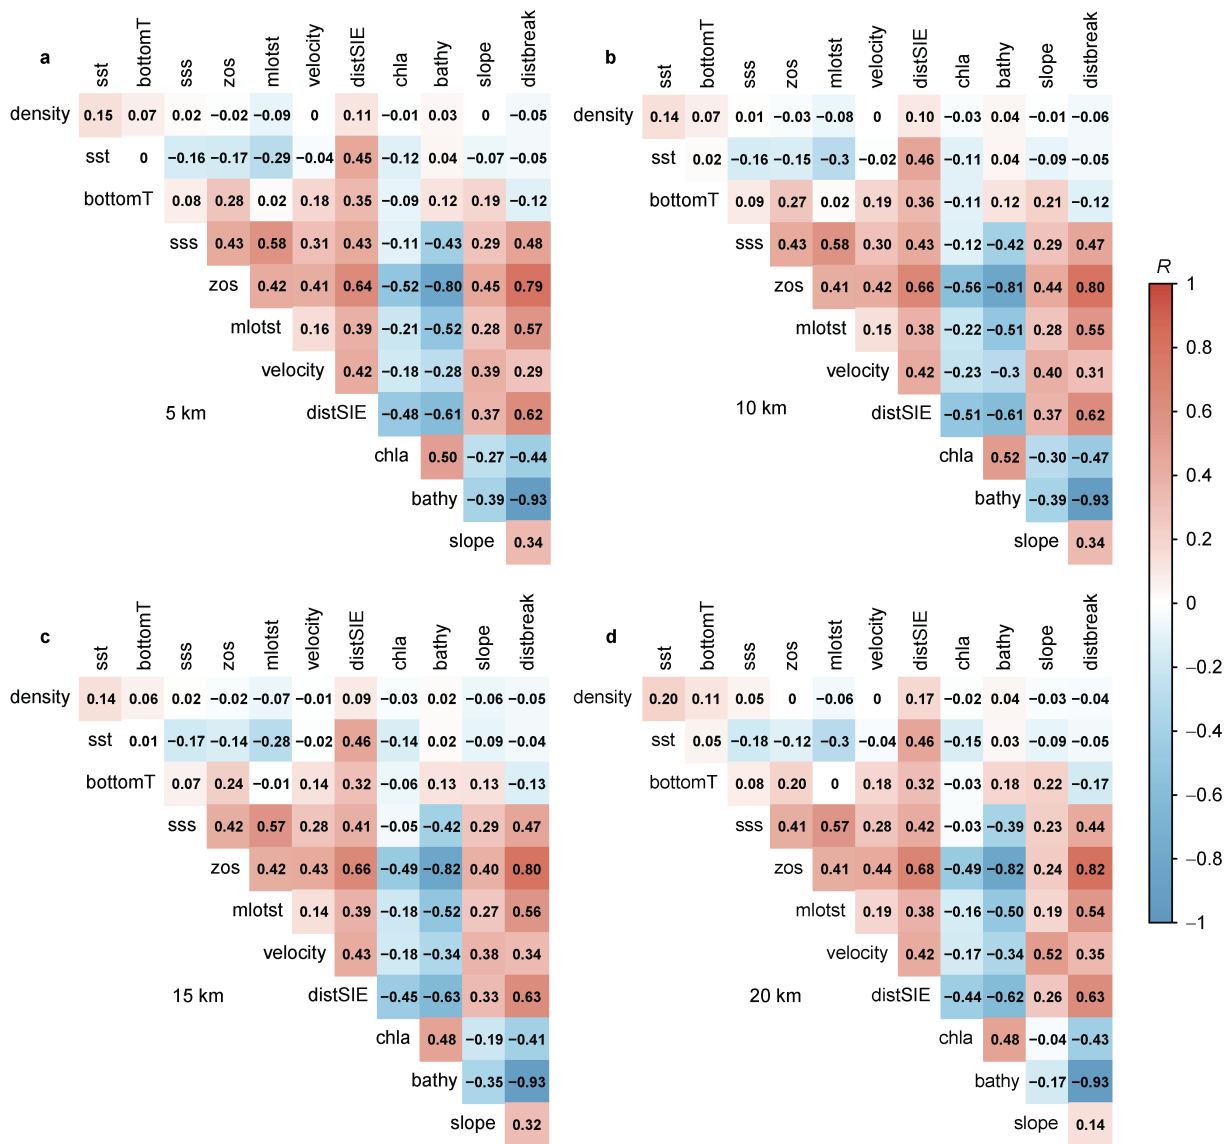 a
sst bottomT sss zos mlotst velocity distSIE chla bathy slope distbreak
density 0.15 0.07 0.02 −0.02 −0.09 0 0.11 −0.01 0.03 0 −0.05
sst 0 −0.16 −0.17 −0.29 −0.04 0.45 −0.12 0.04 −0.07 −0.05
bottomT 0.08 0.28 0.02 0.18 0.35 −0.09 0.12 0.19 −0.12
sss 0.43 0.58 0.31 0.43 −0.11 −0.43 0.29 0.48
zos 0.42 0.41 0.64 −0.52 −0.80 0.45 0.79
mlotst 0.16 0.39 −0.21 −0.52 0.28 0.57
velocity 0.42 −0.18 −0.28 0.39 0.29
5 km
distSIE −0.48 −0.61 0.37 0.62
chla 0.50 −0.27 −0.44
bathy −0.39 −0.93
slope 0.34
b
sst bottomT sss zos mlotst velocity distSIE chla bathy slope distbreak
density 0.14 0.07 0.01 −0.03 −0.08 0 0.10 −0.03 0.04 −0.01 −0.06
sst 0.02 −0.16 −0.15 −0.3 −0.02 0.46 −0.11 0.04 −0.09 −0.05
bottomT 0.09 0.27 0.02 0.19 0.36 −0.11 0.12 0.21 −0.12
sss 0.43 0.58 0.30 0.43 −0.12 −0.42 0.29 0.47
zos 0.41 0.42 0.66 −0.56 −0.81 0.44 0.80
mlotst 0.15 0.38 −0.22 −0.51 0.28 0.55
velocity 0.42 −0.23 −0.3 0.40 0.31
10 km
distSIE −0.51 −0.61 0.37 0.62
chla 0.52 −0.30 −0.47
bathy −0.39 −0.93
slope 0.34
c
sst bottomT sss zos mlotst velocity distSIE chla bathy slope distbreak
density 0.14 0.06 0.02 −0.02 −0.07 −0.01 0.09 −0.03 0.02 −0.06 −0.05
sst 0.01 −0.17 −0.14 −0.28 −0.02 0.46 −0.14 0.02 −0.09 −0.04
bottomT 0.07 0.24 −0.01 0.14 0.32 −0.06 0.13 0.13 −0.13
sss 0.42 0.57 0.28 0.41 −0.05 −0.42 0.29 0.47
zos 0.42 0.43 0.66 −0.49 −0.82 0.40 0.80
mlotst 0.14 0.39 −0.18 −0.52 0.27 0.56
velocity 0.43 −0.18 −0.34 0.38 0.34
15 km
distSIE −0.45 −0.63 0.33 0.63
chla 0.48 −0.19 −0.41
bathy −0.35 −0.93
slope 0.32
d
sst bottomT sss zos mlotst velocity distSIE chla bathy slope distbreak
density 0.20 0.11 0.05 0 −0.06 0 0.17 −0.02 0.04 −0.03 −0.04
sst 0.05 −0.18 −0.12 −0.3 −0.04 0.46 −0.15 0.03 −0.09 −0.05
bottomT 0.08 0.20 0 0.18 0.32 −0.03 0.18 0.22 −0.17
sss 0.41 0.57 0.28 0.42 −0.03 −0.39 0.23 0.44
zos 0.41 0.44 0.68 −0.49 −0.82 0.24 0.82
mlotst 0.19 0.38 −0.16 −0.50 0.19 0.54
velocity 0.42 −0.17 −0.34 0.52 0.35
20 km
distSIE −0.44 −0.62 0.26 0.63
chla 0.48 −0.04 −0.43
bathy −0.17 −0.93
slope 0.14
R
1
0.8
0.6
0.4
0.2
0
−0.2
−0.4
−0.6
−0.8
−1